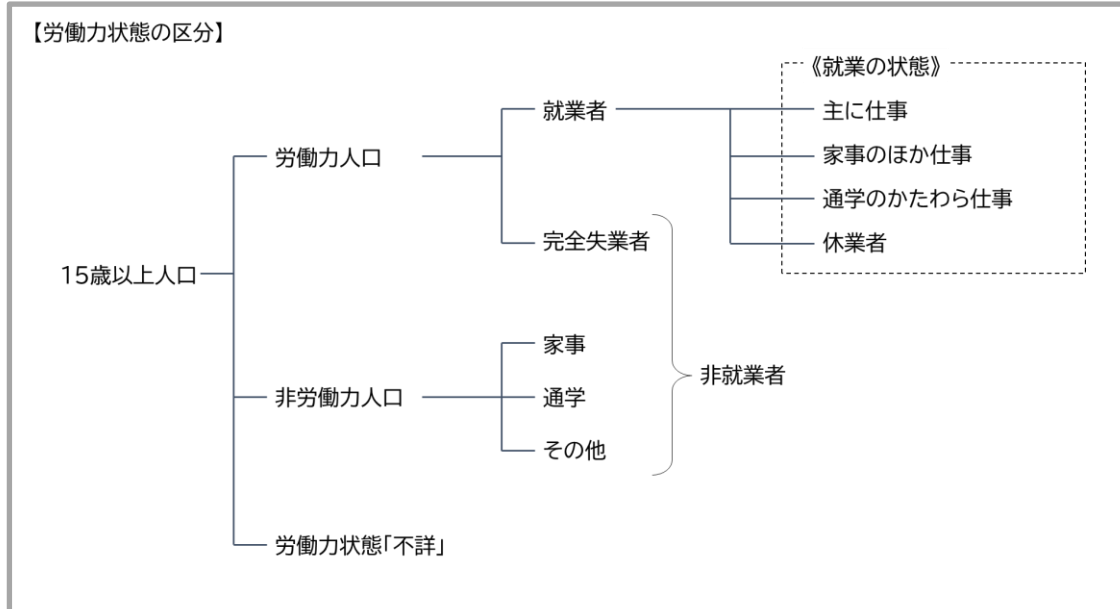 【労働力状態の区分】
《就業の状態》
就業者
主に仕事
労働力人口
家事のほか仕事
通学のかたわら仕事
完全失業者
休業者
15歳以上人口
家事
非労働力人口
通学
非就業者
その他
労働力状態「不詳」